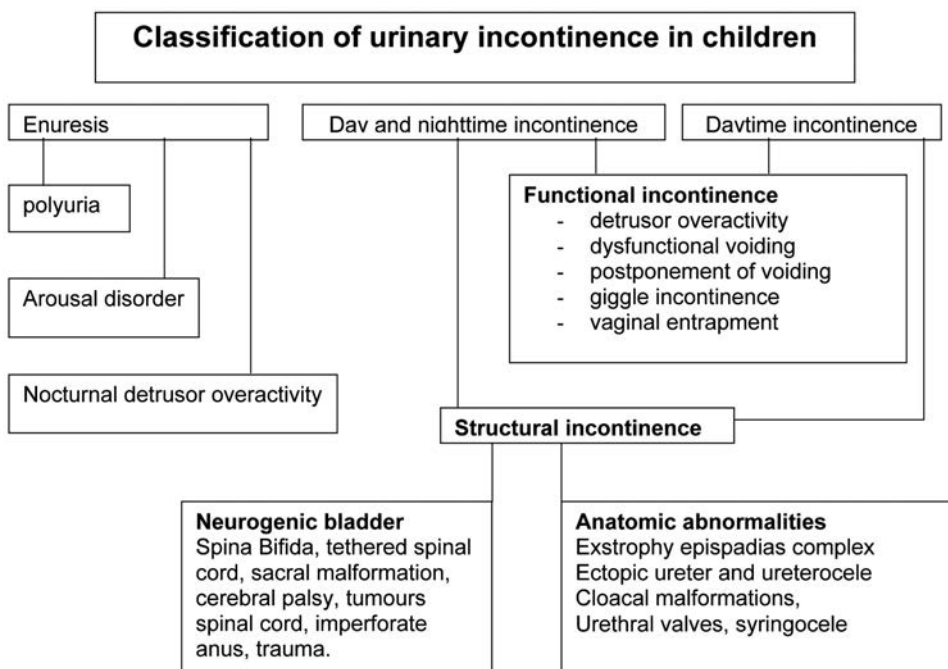 Classification of urinary incontinence in children
Enuresis
Day and nighttime incontinence
Daytime incontinence
polyuria
Arousal disorder
Nocturnal detrusor overactivity
Functional incontinence
- detrusor overactivity
- dysfunctional voiding
- postponement of voiding
- giggle incontinence
- vaginal entrapment
Structural incontinence
Neurogenic bladder
Spina Bifida, tethered spinal
cord, sacral malformation,
cerebral palsy, tumours
spinal cord, imperforate
anus, trauma.
Anatomic abnormalities
Exstrophy epispadias complex
Ectopic ureter and ureterocele
Cloacal malformations,
Urethral valves, syringocele